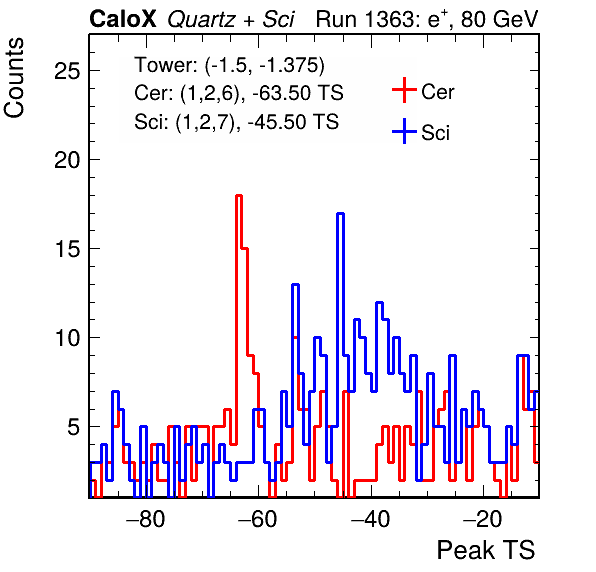 CaloX Quartz + Sci Run 1363: e⁺, 80 GeV
Counts
Tower: (-1.5, -1.375)
Cer: (1,2,6), -63.50 TS
Sci: (1,2,7), -45.50 TS
Cer
Sci
25
20
15
10
5
−80 −60 −40 −20
Peak TS